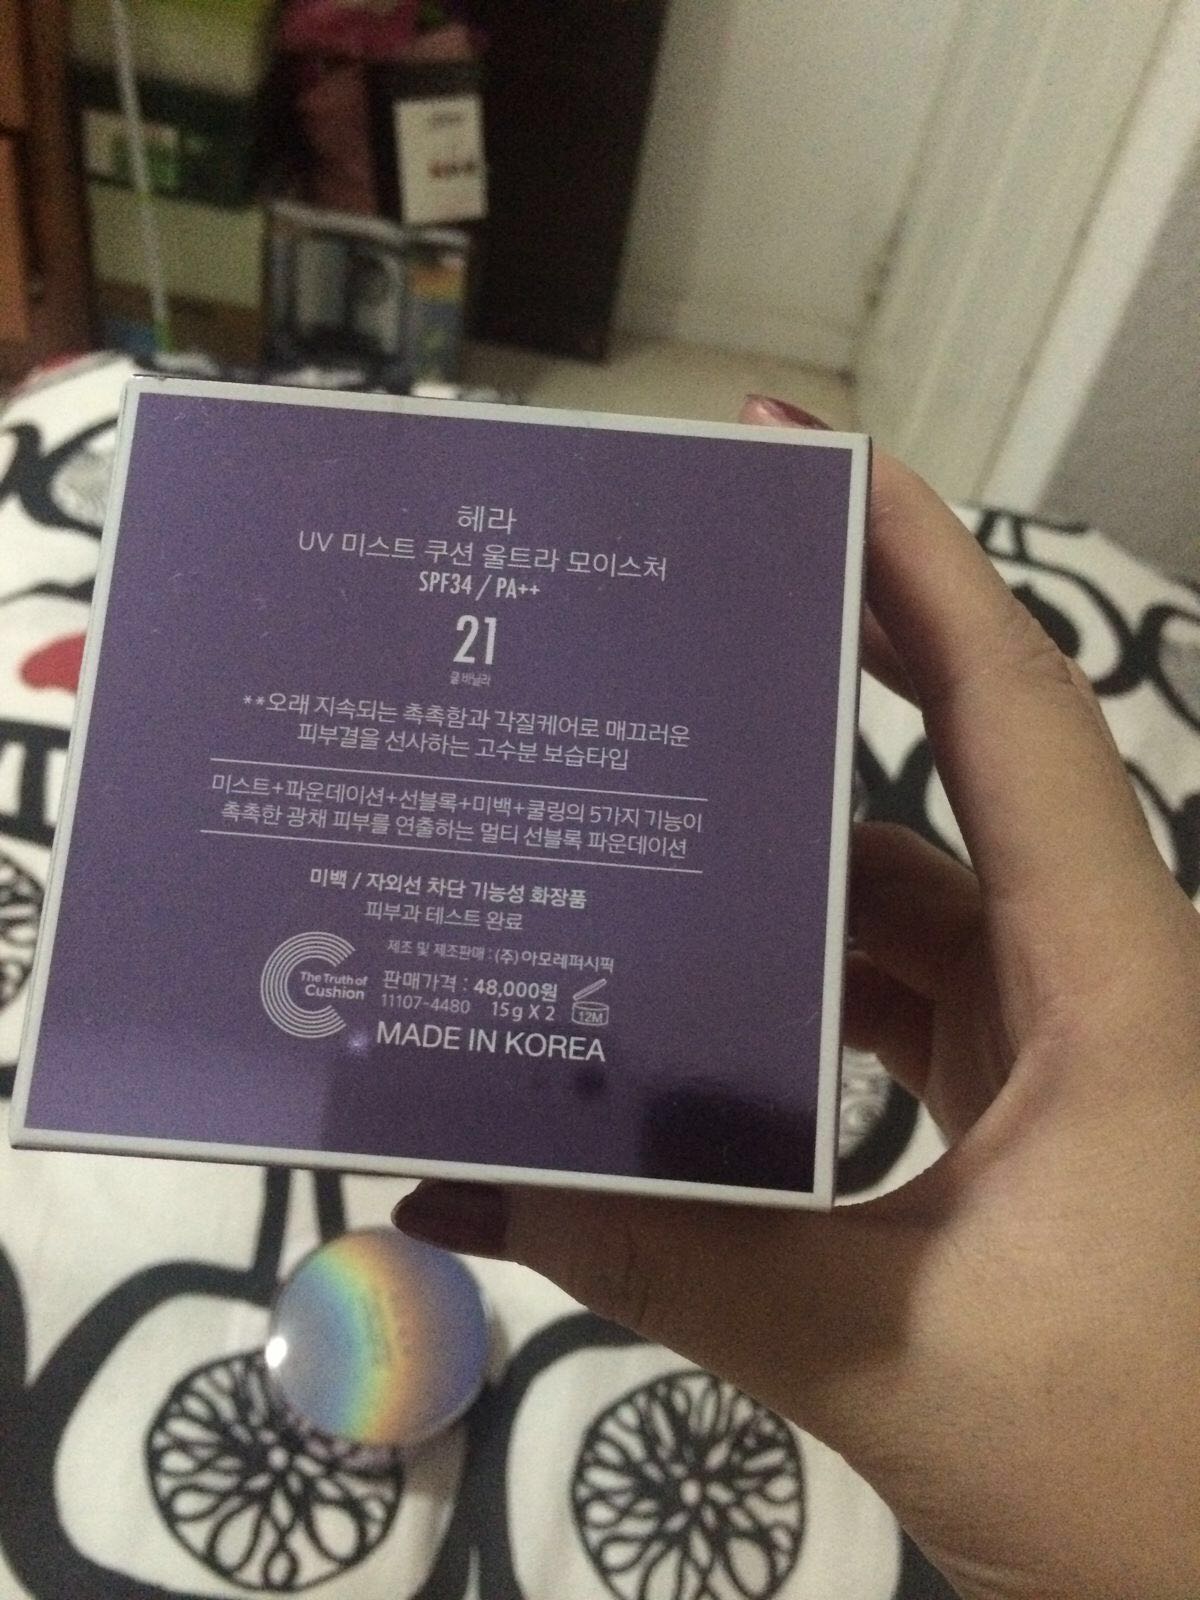 헤라
UV 미스트 쿠션 울트라 모이스처
SPF34 / PA++
21
쿨바닐라
**오래 지속되는 촉촉함과 각질케어로 매끄러운
피부결을 선사하는 고수분 보습타입
미스트+파운데이션+선블록+미백+쿨링의 5가지 기능이
촉촉한 광채 피부를 연출하는 멀티 선블록 파운데이션
미백 / 자외선 차단 기능성 화장품
피부과 테스트 완료
제조 및 제조판매 : (주)아모레퍼시픽
The Truth of
Cushion
판매가격 : 48,000원
11107-4480 15g X 2
12M
MADE IN KOREA